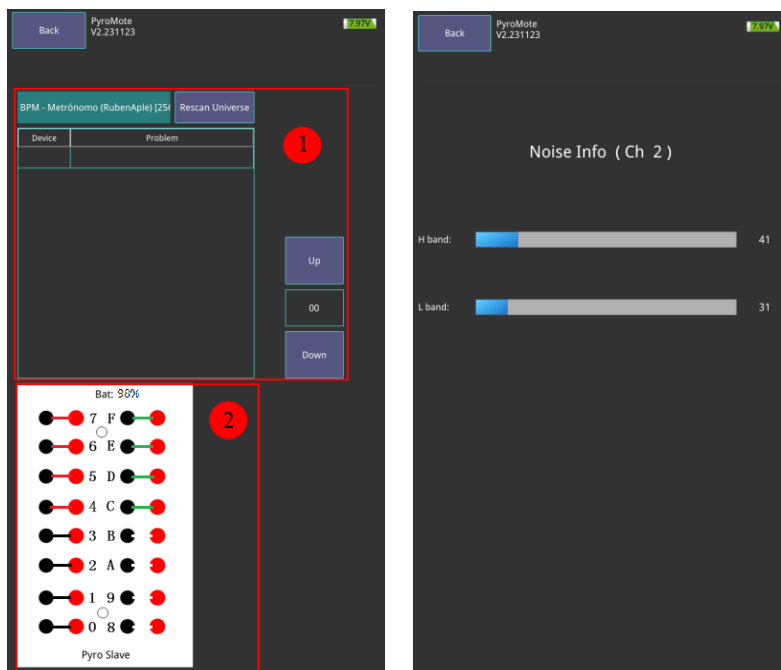 Back
PyroMote
V2.231123
7.97V
BPM - Metrónomo (RubenAple) [256
Rescan Universe
Device
Problem
1
Up
00
Down
Bat: 98%
7 F
6 E
5 D
4 C
3 B
2 A
1 9
0 8
2
Pyro Slave
Back
PyroMote
V2.231123
7.97V
Noise Info ( Ch 2 )
H band:
41
L band:
31